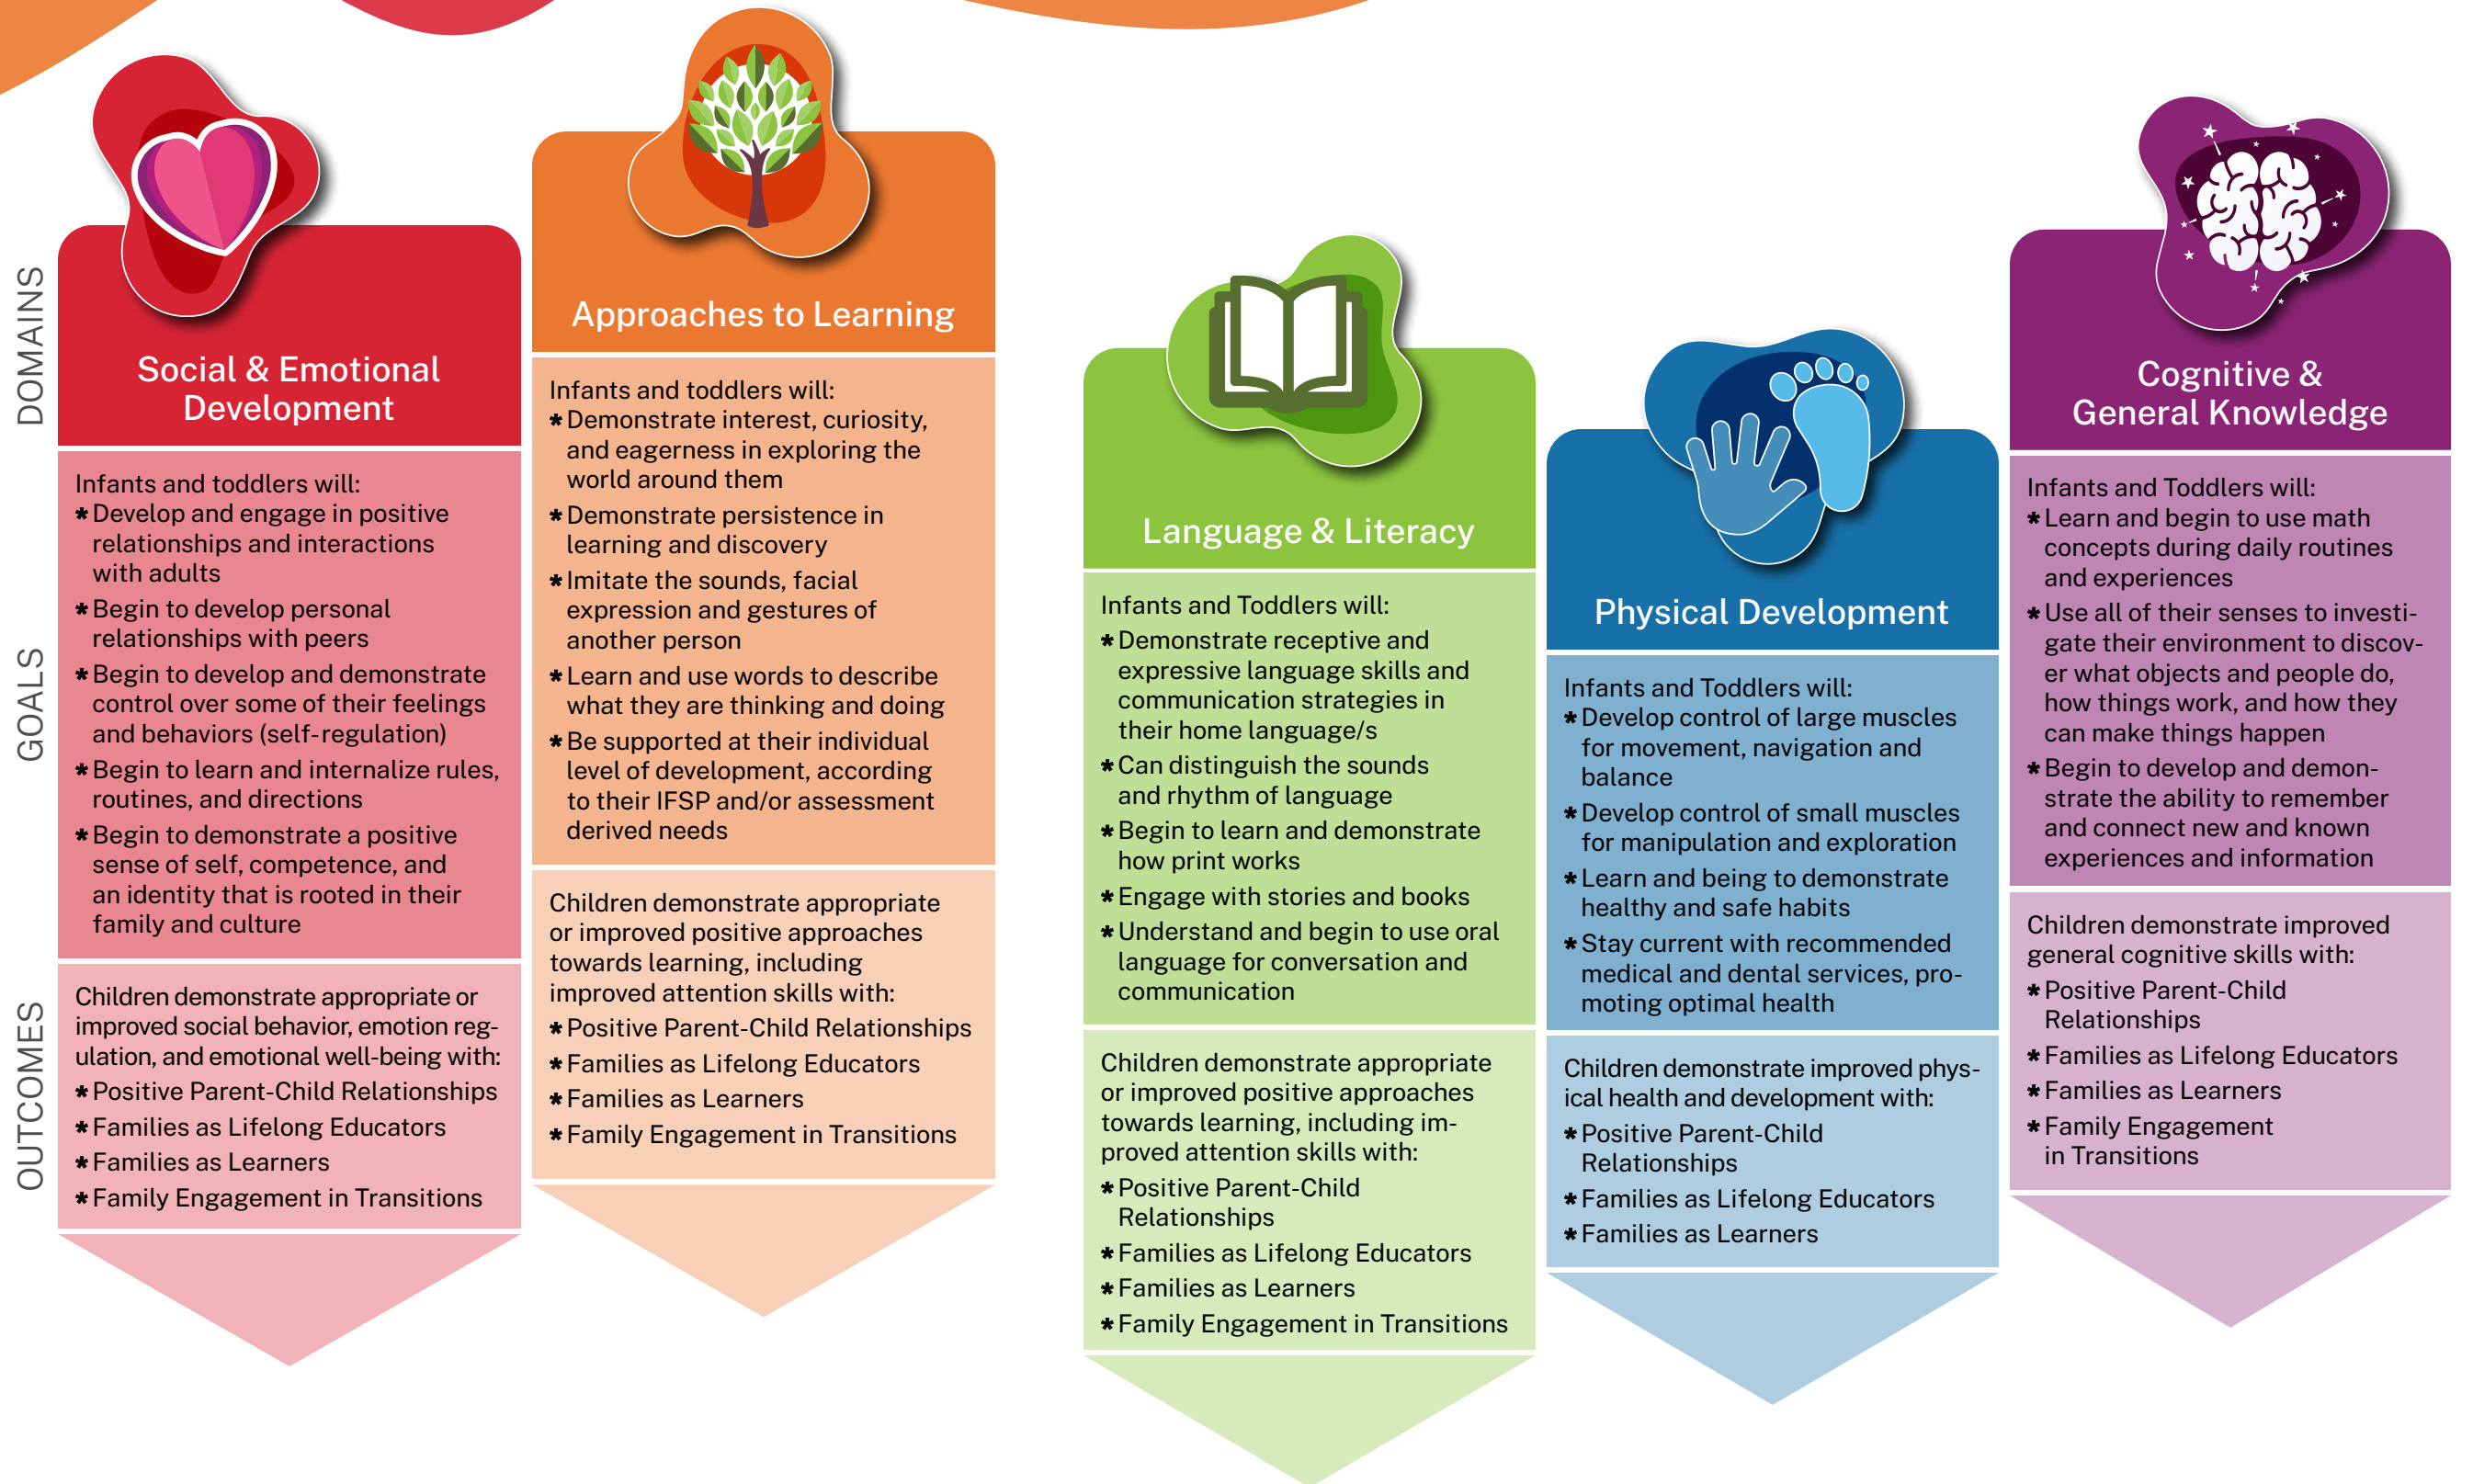 DOMAINS
GOALS
OUTCOMES
Social & Emotional
Development
Infants and toddlers will:
* Develop and engage in positive
relationships and interactions
with adults
* Begin to develop personal
relationships with peers
* Begin to develop and demonstrate
control over some of their feelings
and behaviors (self-regulation)
* Begin to learn and internalize rules,
routines, and directions
* Begin to demonstrate a positive
sense of self, competence, and
an identity that is rooted in their
family and culture
Children demonstrate appropriate or
improved social behavior, emotion reg-
ulation, and emotional well-being with:
* Positive Parent-Child Relationships
* Families as Lifelong Educators
* Families as Learners
* Family Engagement in Transitions
Approaches to Learning
Infants and toddlers will:
* Demonstrate interest, curiosity,
and eagerness in exploring the
world around them
* Demonstrate persistence in
learning and discovery
* Imitate the sounds, facial
expression and gestures of
another person
* Learn and use words to describe
what they are thinking and doing
* Be supported at their individual
level of development, according
to their IFSP and/or assessment
derived needs
Children demonstrate appropriate
or improved positive approaches
towards learning, including
improved attention skills with:
* Positive Parent-Child Relationships
* Families as Lifelong Educators
* Families as Learners
* Family Engagement in Transitions
Language & Literacy
Infants and Toddlers will:
* Demonstrate receptive and
expressive language skills and
communication strategies in
their home language/s
* Can distinguish the sounds
and rhythm of language
* Begin to learn and demonstrate
how print works
* Engage with stories and books
* Understand and begin to use oral
language for conversation and
communication
Children demonstrate appropriate
or improved positive approaches
towards learning, including im-
proved attention skills with:
* Positive Parent-Child
Relationships
* Families as Lifelong Educators
* Families as Learners
* Family Engagement in Transitions
Physical Development
Infants and Toddlers will:
* Develop control of large muscles
for movement, navigation and
balance
* Develop control of small muscles
for manipulation and exploration
* Learn and being to demonstrate
healthy and safe habits
* Stay current with recommended
medical and dental services, pro-
moting optimal health
Children demonstrate improved phys-
ical health and development with:
* Positive Parent-Child
Relationships
* Families as Lifelong Educators
* Families as Learners
Cognitive &
General Knowledge
Infants and Toddlers will:
* Learn and begin to use math
concepts during daily routines
and experiences
* Use all of their senses to investi-
gate their environment to discov-
er what objects and people do,
how things work, and how they
can make things happen
* Begin to develop and demon-
strate the ability to remember
and connect new and known
experiences and information
Children demonstrate improved
general cognitive skills with:
* Positive Parent-Child
Relationships
* Families as Lifelong Educators
* Families as Learners
* Family Engagement
in Transitions